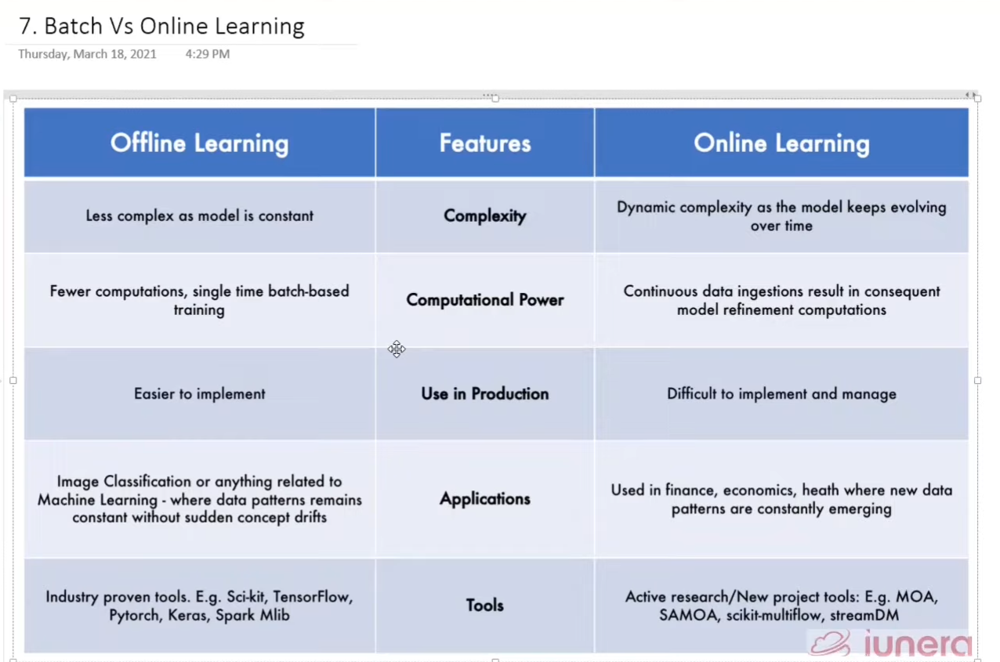 7. Batch Vs Online Learning
Thursday, March 18, 2021 4:29 PM
Offline Learning
Features
Online Learning
Less complex as model is constant
Complexity
Dynamic complexity as the model keeps evolving
over time
Fewer computations, single time batch-based
training
Computational Power
Continuous data ingestions result in consequent
model refinement computations
Easier to implement
Use in Production
Difficult to implement and manage
Image Classification or anything related to
Machine Learning - where data patterns remains
constant without sudden concept drifts
Applications
Used in finance, economics, heath where new data
patterns are constantly emerging
Industry proven tools. E.g. Sci-kit, TensorFlow,
Pytorch, Keras, Spark Mlib
Tools
Active research/New project tools: E.g. MOA,
SAMOA, scikit-multiflow, streamDM
iunera